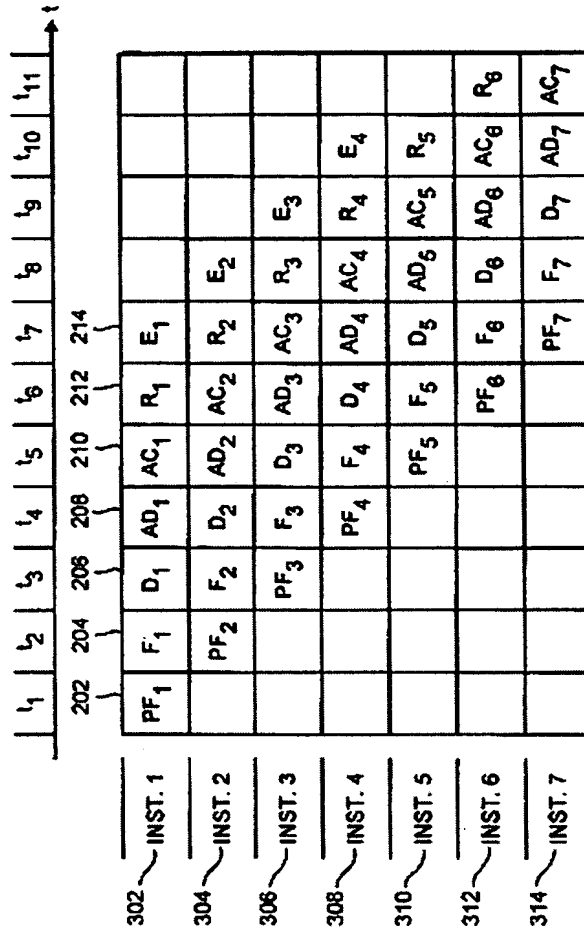 t₁ t₂ t₃ t₄ t₅ t₆ t₇ t₈ t₉ t₁₀ t₁₁ t
202 204 206 208 210 212 214
302 INST. 1 PF₁ F₁ D₁ AD₁ AC₁ R₁ E₁
304 INST. 2 PF₂ F₂ D₂ AD₂ AC₂ R₂ E₂
306 INST. 3 PF₃ F₃ D₃ AD₃ AC₃ R₃ E₃
308 INST. 4 PF₄ F₄ D₄ AD₄ AC₄ R₄ E₄
310 INST. 5 PF₅ F₅ D₅ AD₅ AC₅ R₅
312 INST. 6 PF₆ F₆ D₆ AD₆ AC₆ R₆
314 INST. 7 PF₇ F₇ D₇ AD₇ AC₇